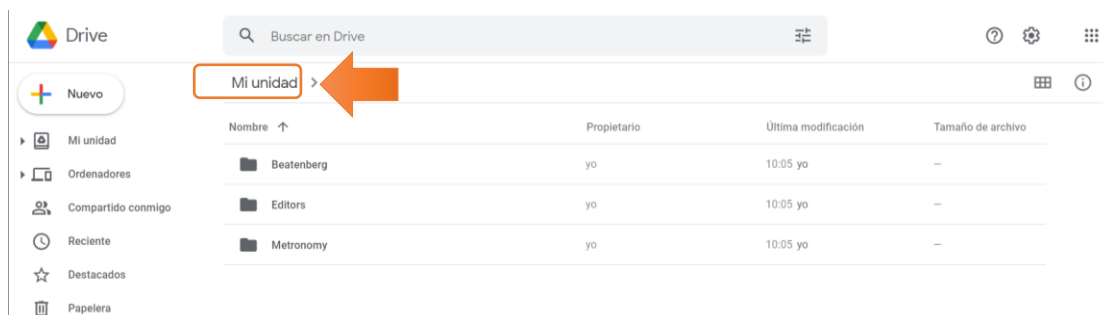 Drive
Buscar en Drive
Mi unidad >
Nuevo
Nombre ↑ Propietario Última modificación Tamaño de archivo
Mi unidad
Beatenberg yo 10:05 yo —
Ordenadores
Compartido conmigo
Editors yo 10:05 yo —
Reciente
Metronomy yo 10:05 yo —
Destacados
Papelera